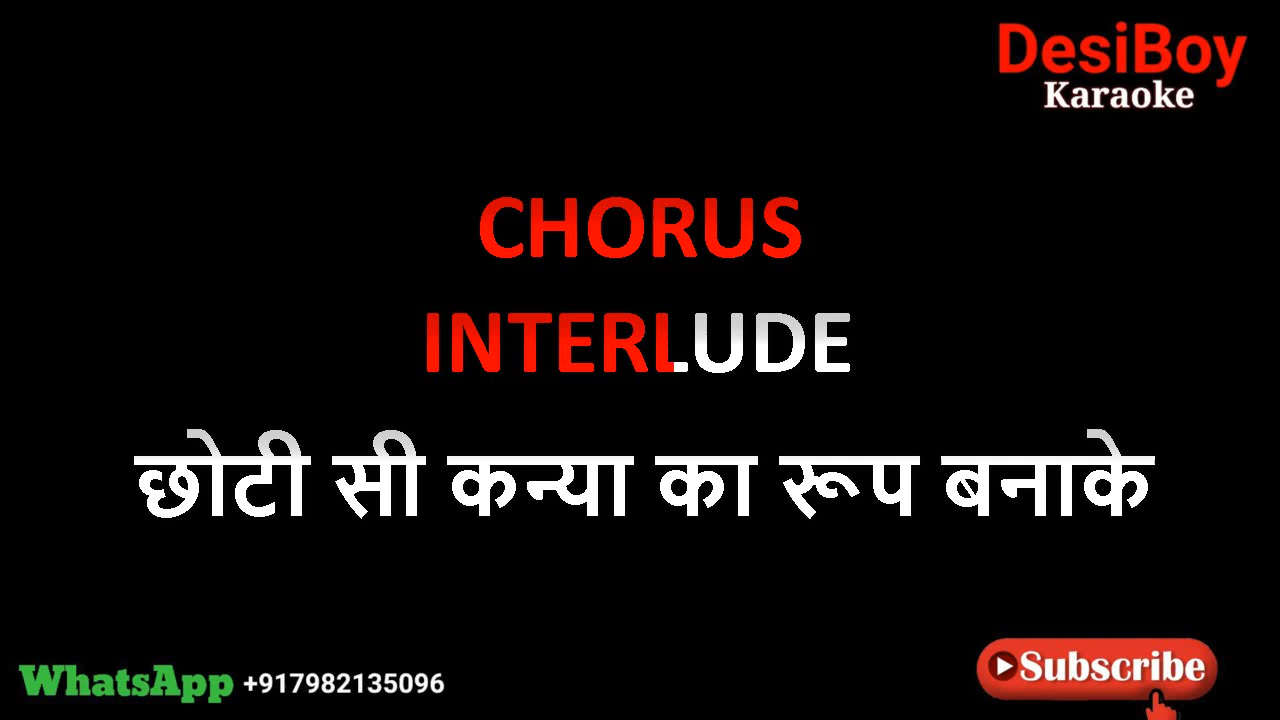 DesiBoy
Karaoke
CHORUS
INTERLUDE
छोटी सी कन्या का रूप बनाके
WhatsApp +917982135096
Subscribe